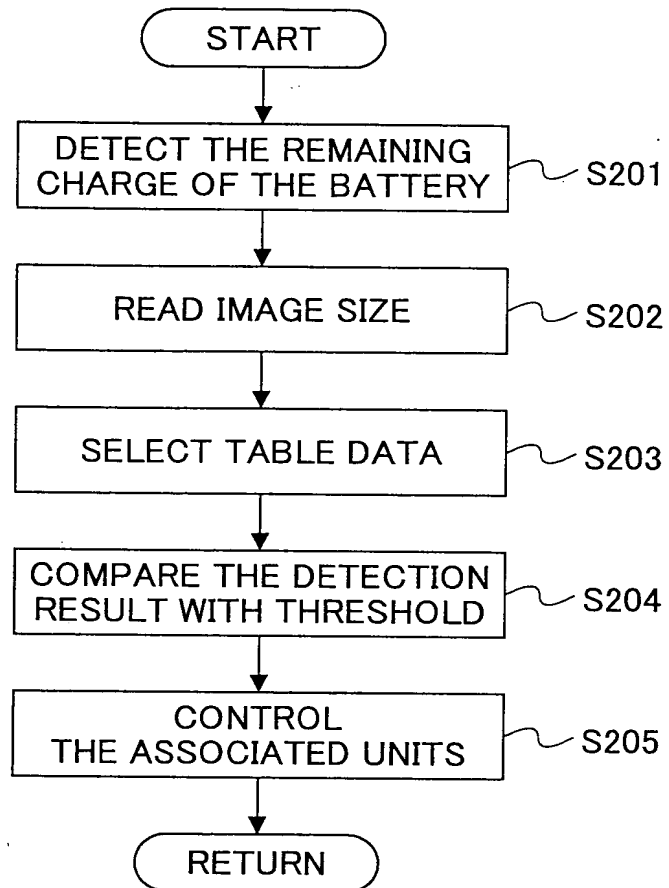 START
DETECT THE REMAINING
CHARGE OF THE BATTERY
S201
READ IMAGE SIZE
S202
SELECT TABLE DATA
S203
COMPARE THE DETECTION
RESULT WITH THRESHOLD
S204
CONTROL
THE ASSOCIATED UNITS
S205
RETURN